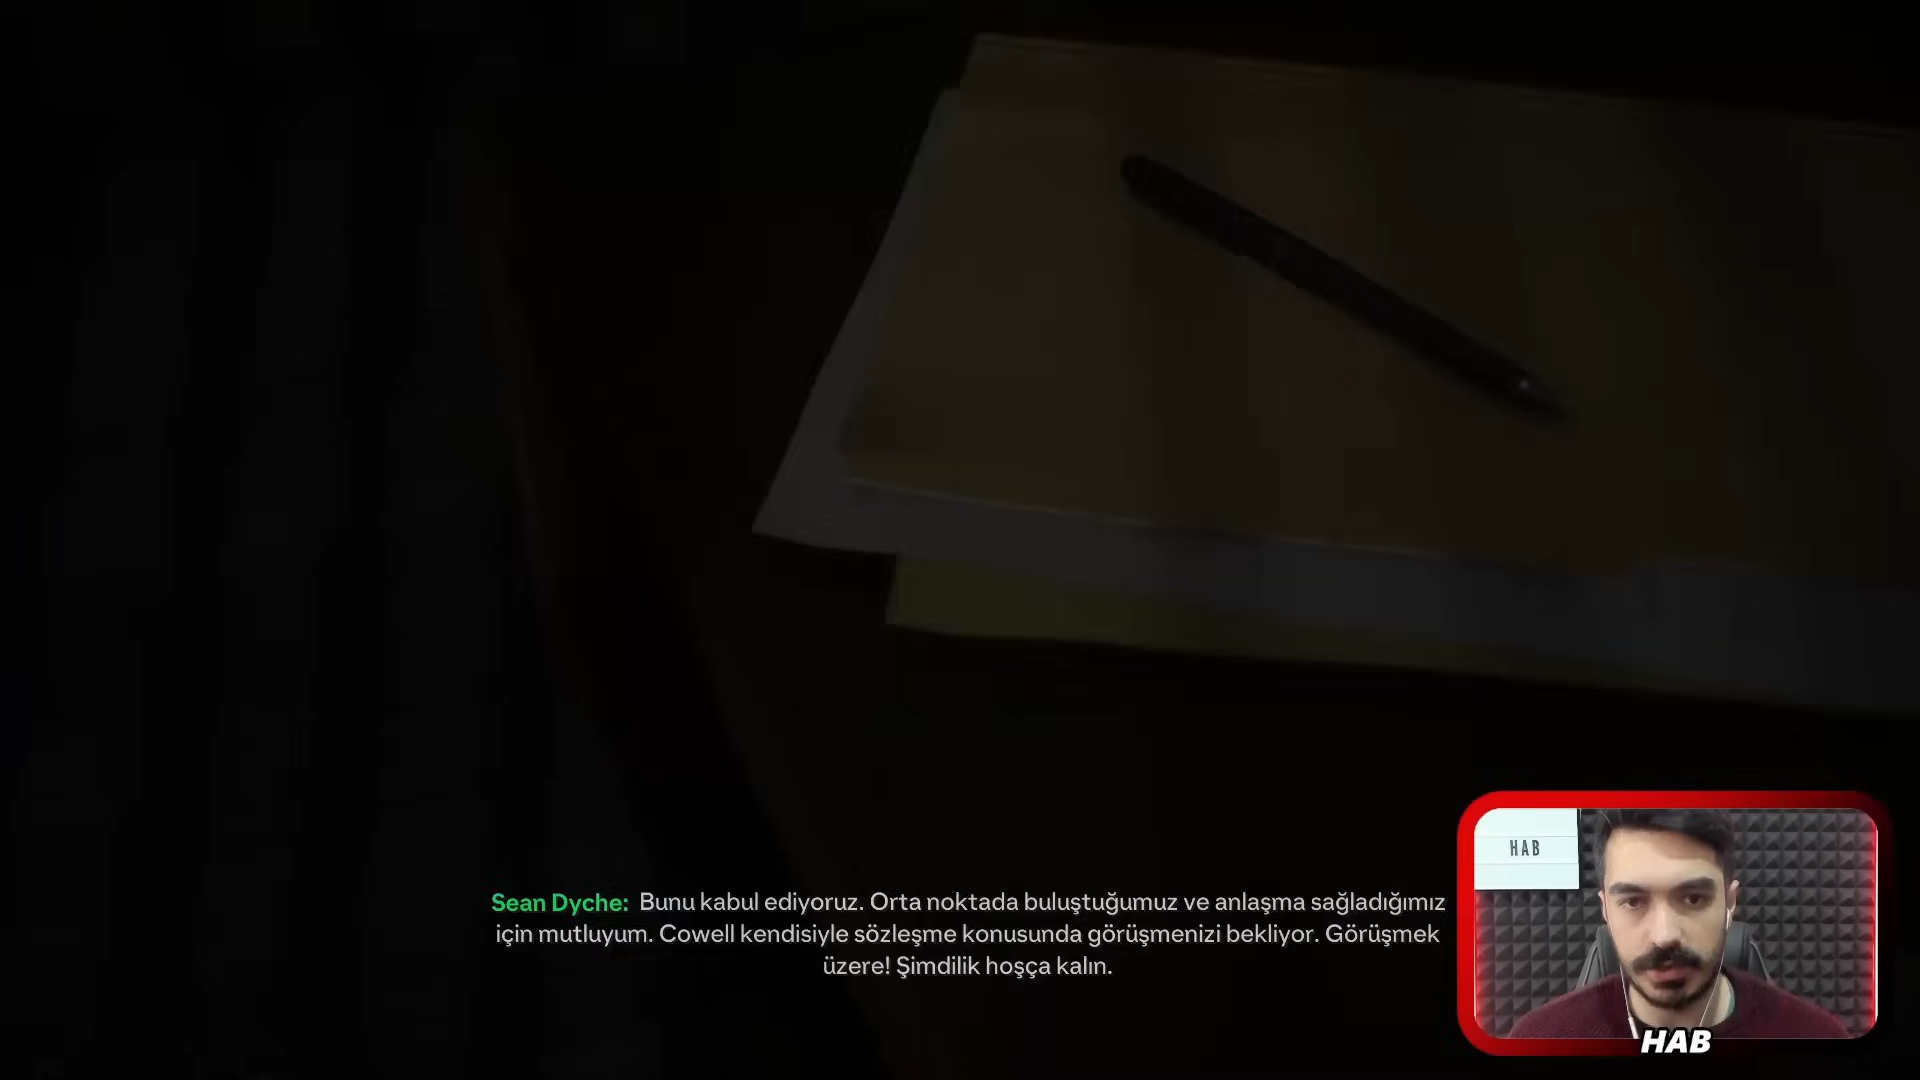 HAB
Sean Dyche: Bunu kabul ediyoruz. Orta noktada buluştuğumuz ve anlaşma sağladığımız
için mutluyum. Cowell kendisiyle sözleşme konusunda görüşmenizi bekliyor. Görüşmek
üzere! Şimdilik hoşça kalın.
HAB